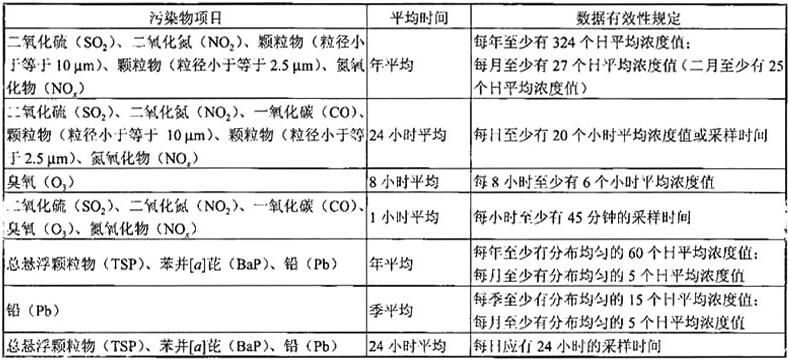 污染物项目 平均时间 数据有效性规定
二氧化硫（SO2）、二氧化氮（NO2）、颗粒物（粒径小
于等于 10 μm）、颗粒物（粒径小于等于 2.5 μm）、氮氧
化物（NOx）
年平均
每年至少有 324 个日平均浓度值；
每月至少有 27 个日平均浓度值（二月至少有 25
个日平均浓度值）
二氧化硫（SO2）、二氧化氮（NO2）、一氧化碳（CO）、
颗粒物（粒径小于等于 10 μm）、颗粒物（粒径小于等
于 2.5 μm）、氮氧化物（NOx）
24 小时平均
每日至少有 20 个小时平均浓度值或采样时间
臭氧（O3） 8 小时平均 每 8 小时至少有 6 个小时平均浓度值
二氧化硫（SO2）、二氧化氮（NO2）、一氧化碳（CO）、
臭氧（O3）、氮氧化物（NOx）
1 小时平均
每小时至少有 45 分钟的采样时间
总悬浮颗粒物（TSP）、苯并[a]芘（BaP）、铅（Pb）
年平均
每年至少有分布均匀的 60 个日平均浓度值；
每月至少有分布均匀的 5 个日平均浓度值
铅（Pb）
季平均
每季至少有分布均匀的 15 个日平均浓度值；
每月至少有分布均匀的 5 个日平均浓度值
总悬浮颗粒物（TSP）、苯并[a]芘（BaP）、铅（Pb） 24 小时平均 每日应有 24 小时的采样时间